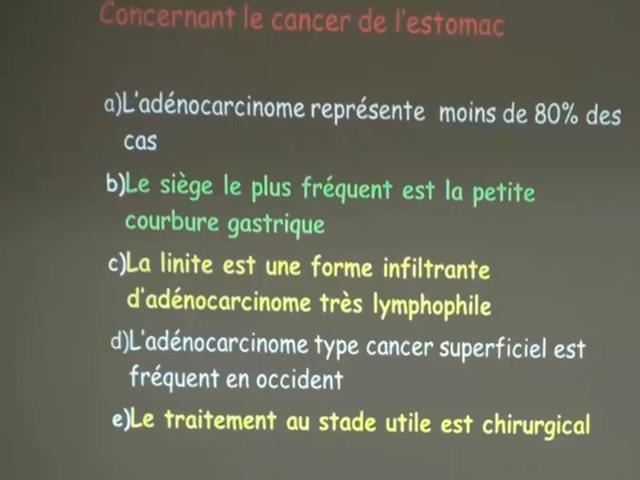 Concernant le cancer de l'estomac
a)L'adénocarcinome représente moins de 80% des
cas
b)Le siège le plus fréquent est la petite
courbure gastrique
c)La linite est une forme infiltrante
d'adénocarcinome très lymphophile
d)L'adénocarcinome type cancer superficiel est
fréquent en occident
e)Le traitement au stade utile est chirurgical